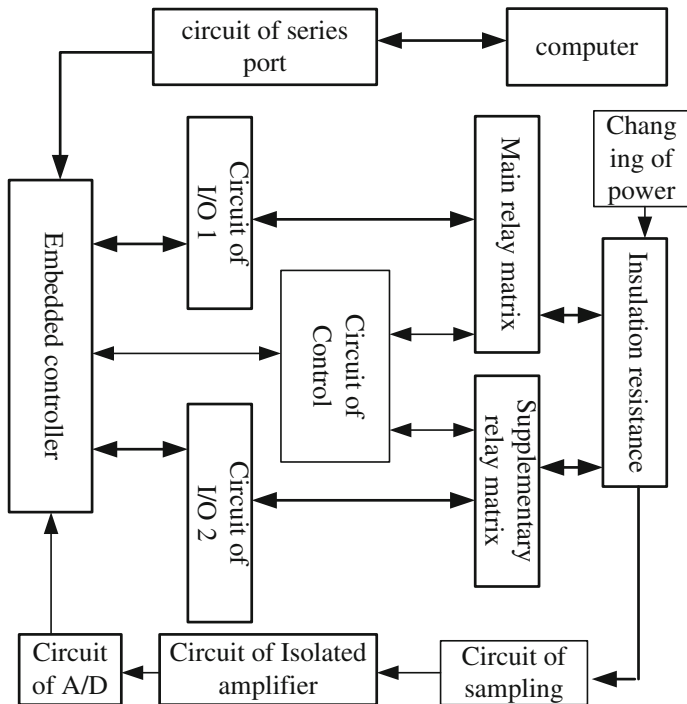 circuit of series
port
computer
Chang
ing of
power
Embedded controller
Circuit of
I/O 1
Main relay matrix
Circuit of
Control
Insulation resistance
Circuit of
I/O 2
Supplementary
relay matrix
Circuit
of A/D
Circuit of Isolated
amplifier
Circuit of
sampling